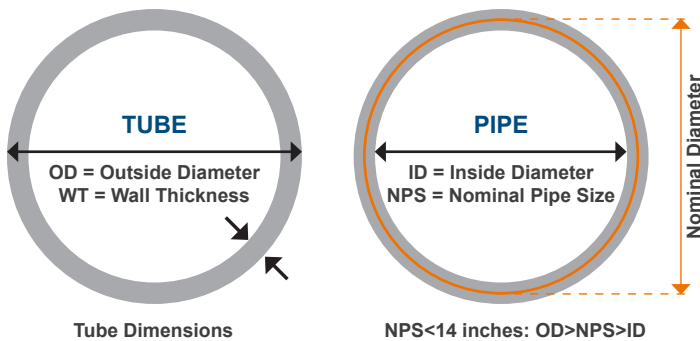 TUBE
OD = Outside Diameter
WT = Wall Thickness
Tube Dimensions
PIPE
ID = Inside Diameter
NPS = Nominal Pipe Size
NPS<14 inches: OD>NPS>ID
Nominal Diameter